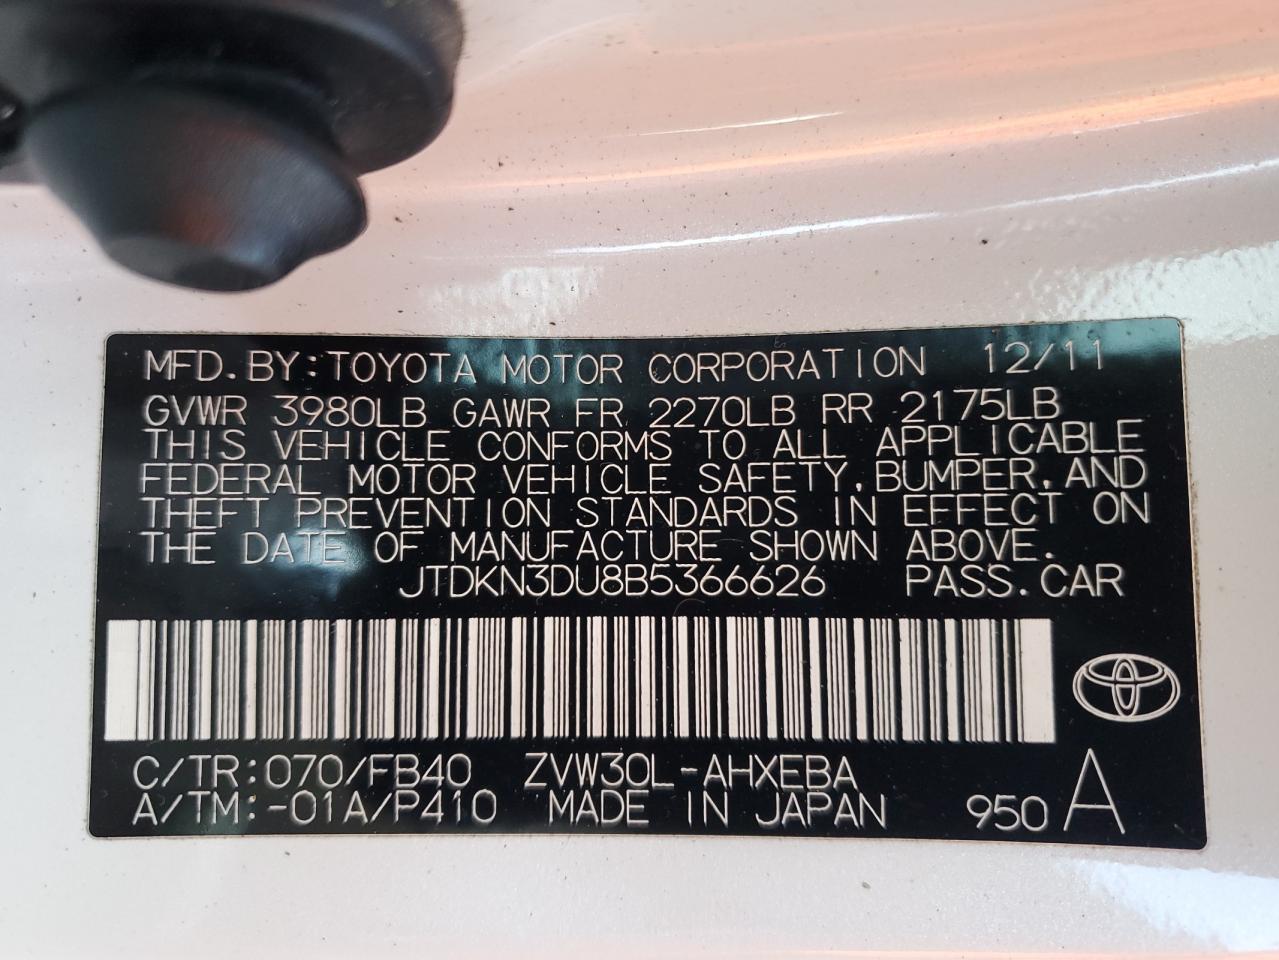 MFD.BY:TOYOTA MOTOR CORPORATION 12/11
GVWR 3980LB GAWR FR 2270LB RR 2175LB
THIS VEHICLE CONFORMS TO ALL APPLICABLE
FEDERAL MOTOR VEHICLE SAFETY,BUMPER,AND
THEFT PREVENTION STANDARDS IN EFFECT ON
THE DATE OF MANUFACTURE SHOWN ABOVE.
JTDKN3DU8B5366626 PASS.CAR
C/TR:070/FB40 ZVW30L-AHXEBA
A/TM:-01A/P410 MADE IN JAPAN 950 A